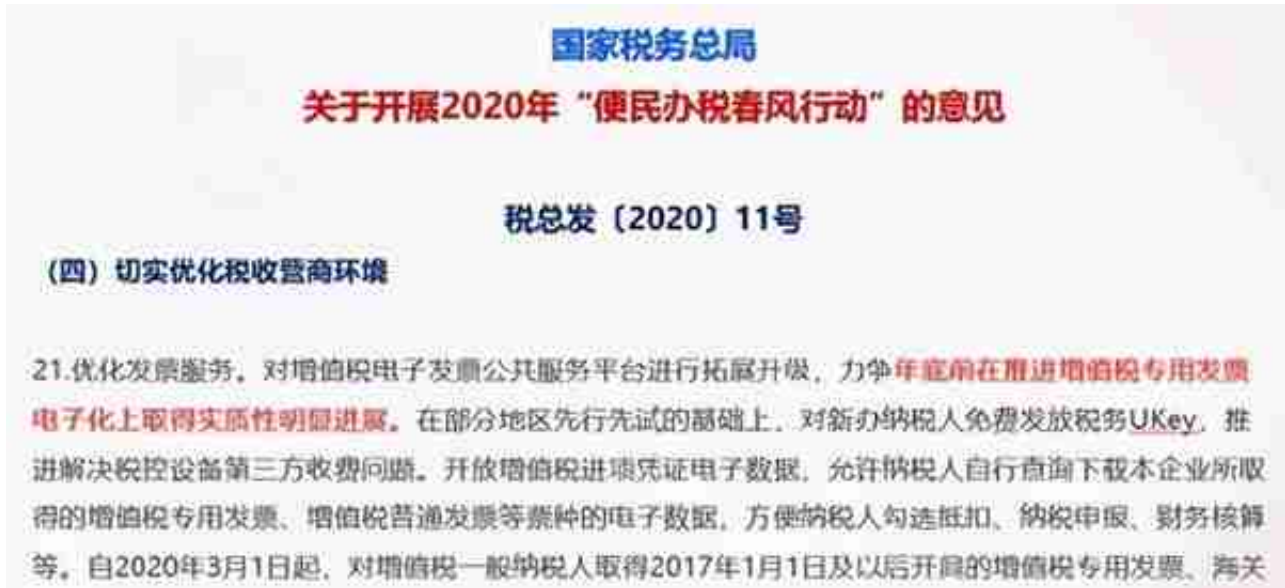 国家税务总局
关于开展2020年“便民办税春风行动”的意见
税总发〔2020〕11号
（四）切实优化税收营商环境
21.优化发票服务。对增值税电子发票公共服务平台进行拓展升级，力争年底前在推进增值税专用发票
电子化上取得实质性明显进展。在部分地区先行先试的基础上，对新办纳税人免费发放税务UKey，推
进解决税控设备第三方收费问题。开放增值税进项凭证电子数据，允许纳税人自行查询下载本企业所取
得的增值税专用发票、增值税普通发票等票种的电子数据，方便纳税人勾选抵扣、纳税申报、财务核算
等。自2020年3月1日起，对增值税一般纳税人取得2017年1月1日及以后开具的增值税专用发票、海关